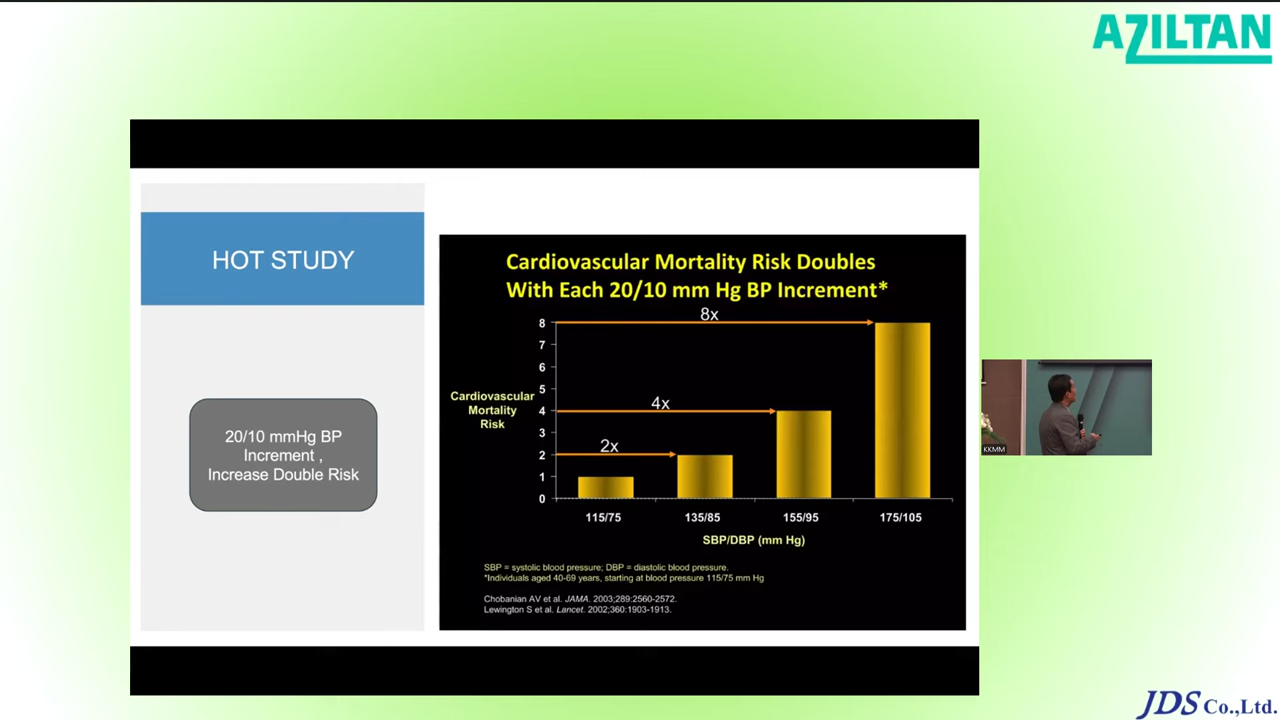 AZILTAN
HOT STUDY
20/10 mmHg BP
Increment ,
Increase Double Risk
Cardiovascular Mortality Risk Doubles
With Each 20/10 mm Hg BP Increment*
8x
4x
2x
Cardiovascular
Mortality
Risk
8
7
6
5
4
3
2
1
0
115/75
135/85
155/95
175/105
SBP/DBP (mm Hg)
SBP = systolic blood pressure; DBP = diastolic blood pressure.
*Individuals aged 40-69 years, starting at blood pressure 115/75 mm Hg
Chobanian AV et al. JAMA. 2003;289:2560-2572.
Lewington S et al. Lancet. 2002;360:1903-1913.
KKMM
JDS Co.,Ltd.